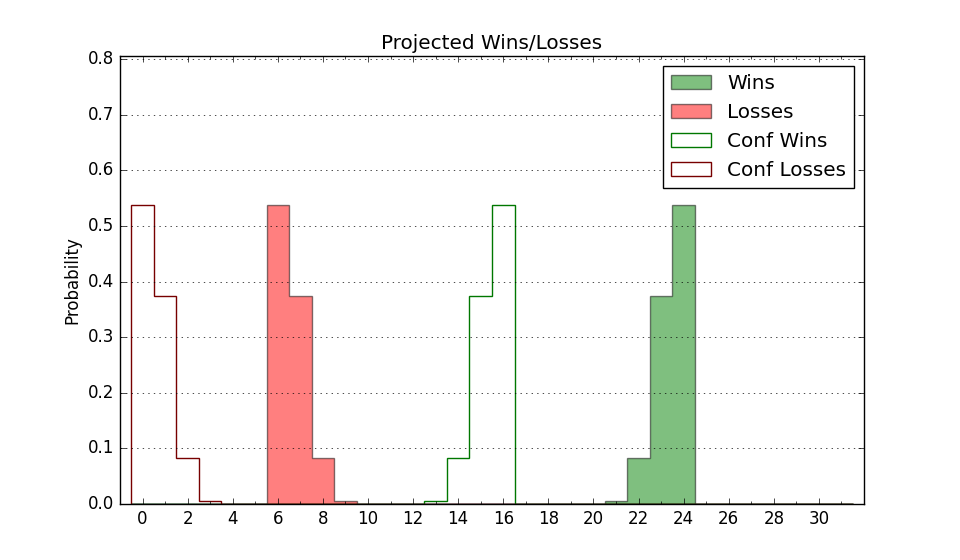 Projected Wins/Losses
0.8
0.7
0.6
0.5
0.4
0.3
0.2
0.1
0.0
Probability
Wins
Losses
Conf Wins
Conf Losses
0 2 4 6 8 10 12 14 16 18 20 22 24 26 28 30